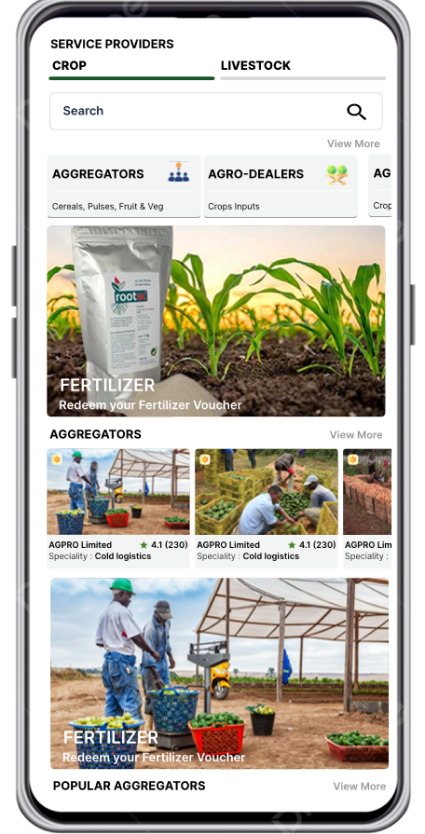 SERVICE PROVIDERS
CROP LIVESTOCK
Search
View More
AGGREGATORS AGRO-DEALERS AG
Cereals, Pulses, Fruit & Veg Crops Inputs Crop
FERTILIZER
Redeem your Fertilizer Voucher
AGGREGATORS View More
AGPRO Limited 4.1 (230) AGPRO Limited 4.1 (230) AGPRO Lim
Speciality : Cold logistics Speciality : Cold logistics Speciality :
FERTILIZER
Redeem your Fertilizer Voucher
POPULAR AGGREGATORS View More